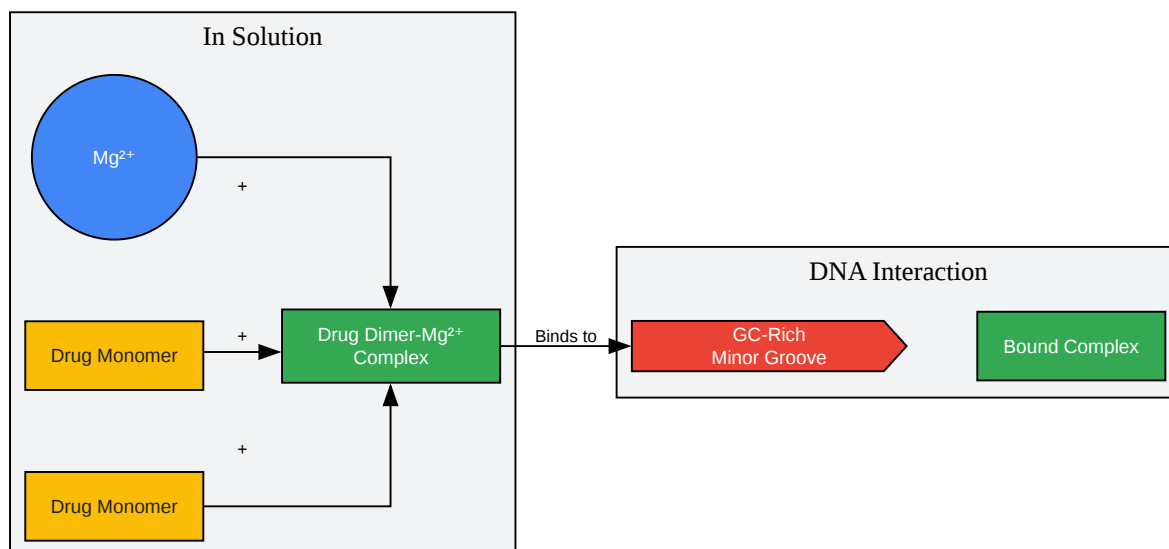 In Solution
Mg²⁺
+
Drug Monomer
+
Drug Dimer-Mg²⁺
Complex
+
Drug Monomer
Binds to
DNA Interaction
GC-Rich
Minor Groove
Bound Complex